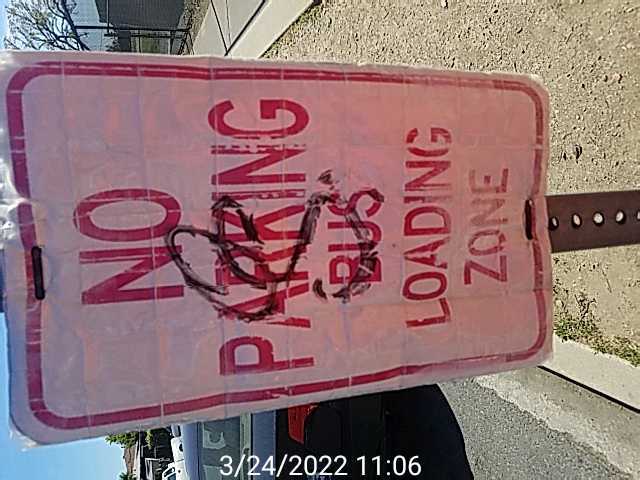 NO
PARKING
BUS
LOADING
ZONE
3/24/2022 11:06